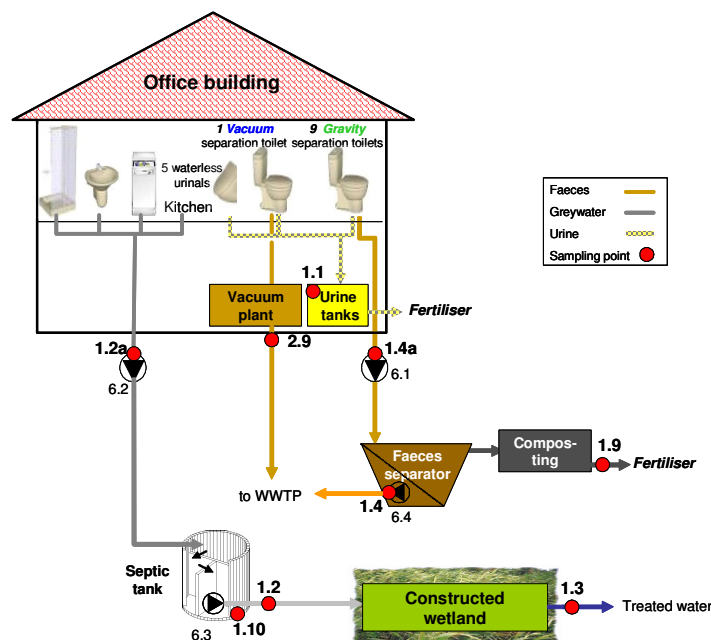 Office building
1 Vacuum
separation toilet
9 Gravity
separation toilets
5 waterless
urinals
Kitchen
Faeces
Greywater
Urine
Sampling point
1.1
Vacuum
plant
Urine
tanks
Fertiliser
1.2a
6.2
2.9
1.4a
6.1
Faeces
separator
Compos-
ting
1.9
Fertiliser
to WWTP
1.4
6.4
Septic
tank
1.2
6.3
1.10
Constructed
wetland
1.3
Treated water